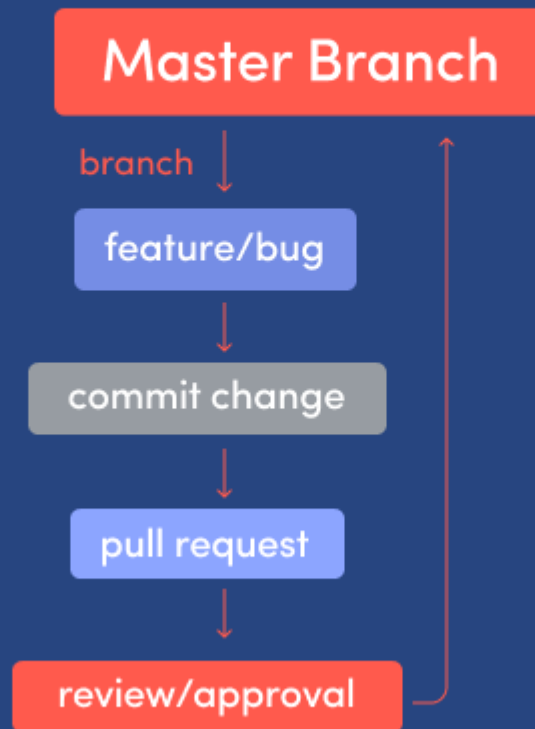 Master Branch
branch
feature/bug
commit change
pull request
review/approval